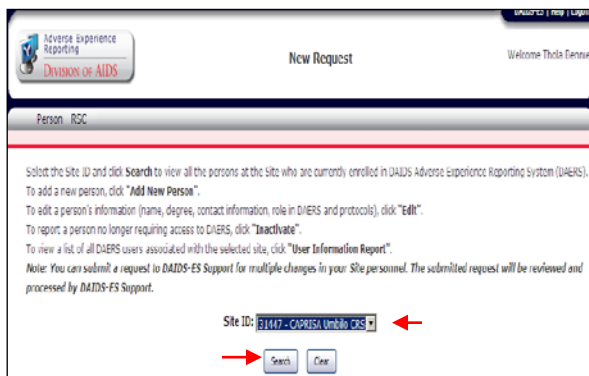 DAIDS-ES | Help | Logout
Adverse Experience
Reporting
DIVISION OF AIDS
New Request
Welcome Thola Bennie
Person RSC
Select the Site ID and click Search to view all the persons at the Site who are currently enrolled in DAIDS Adverse Experience Reporting System (DAERS).
To add a new person, click "Add New Person".
To edit a person's information (name, degree, contact information, role in DAERS and protocols), click "Edit".
To report a person no longer requiring access to DAERS, click "Inactivate".
To view a list of all DAERS users associated with the selected site, click "User Information Report".
Note: You can submit a request to DAIDS-ES Support for multiple changes in your Site personnel. The submitted request will be reviewed and
processed by DAIDS-ES Support.
Site ID: 31447 - CAPRISA Umbilo CRS
Search Clear